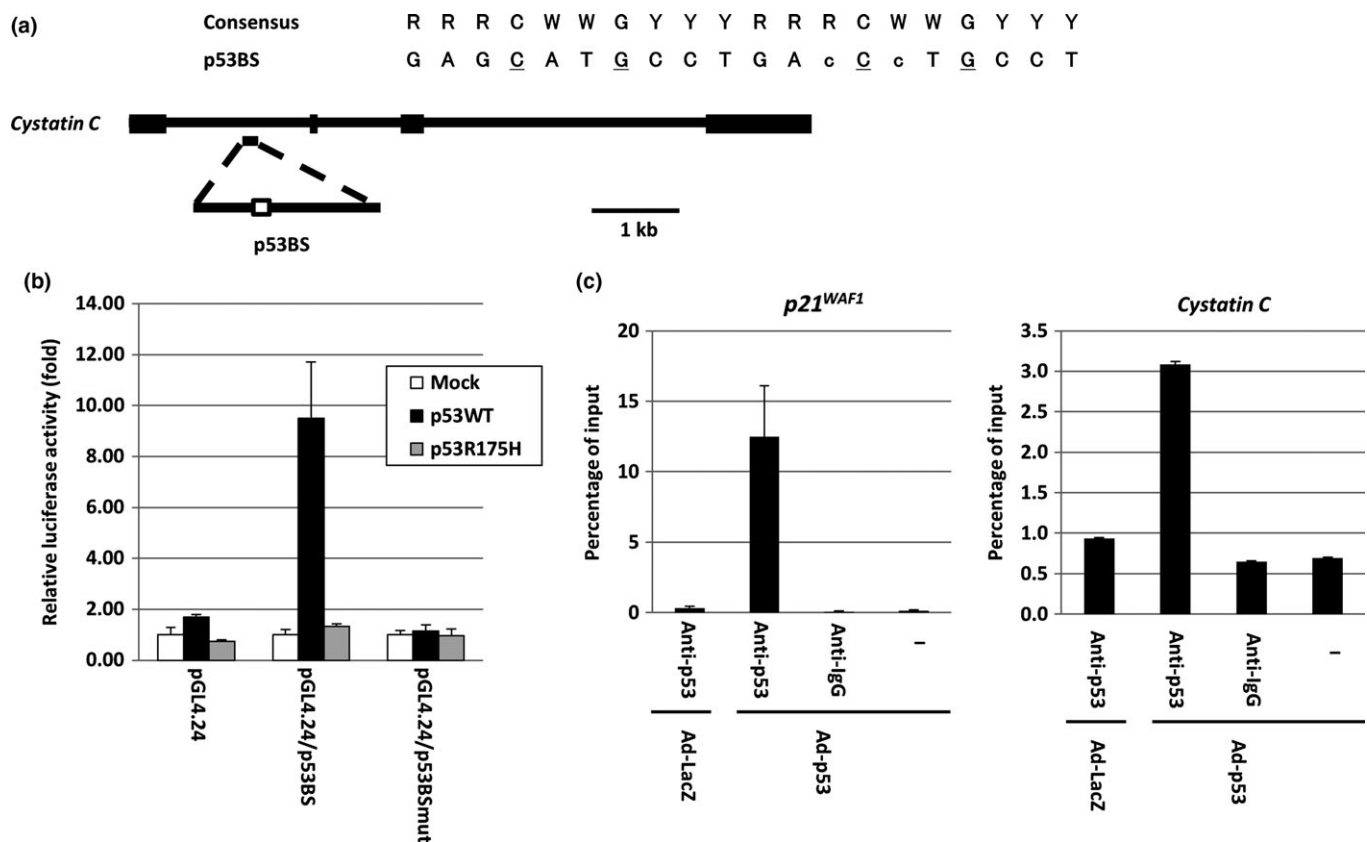 (a)
Consensus R R R C W W G Y Y Y R R R C W W G Y Y Y
p53BS G A G C A T G C C T G A c C c T G C C T
Cystatin C
p53BS
1 kb
(b)
Relative luciferase activity (fold)
14.00
12.00
10.00
8.00
6.00
4.00
2.00
0.00
Mock
p53WT
p53R175H
pGL4.24
pGL4.24/p53BS
pGL4.24/p53BSmut
(c)
p21WAF1
Percentage of input
20
15
10
5
0
Anti-p53
Anti-p53
Anti-IgG
–
Ad-LacZ
Ad-p53
Cystatin C
Percentage of input
3.5
3.0
2.5
2.0
1.5
1.0
0.5
0.0
Anti-p53
Anti-p53
Anti-IgG
–
Ad-LacZ
Ad-p53